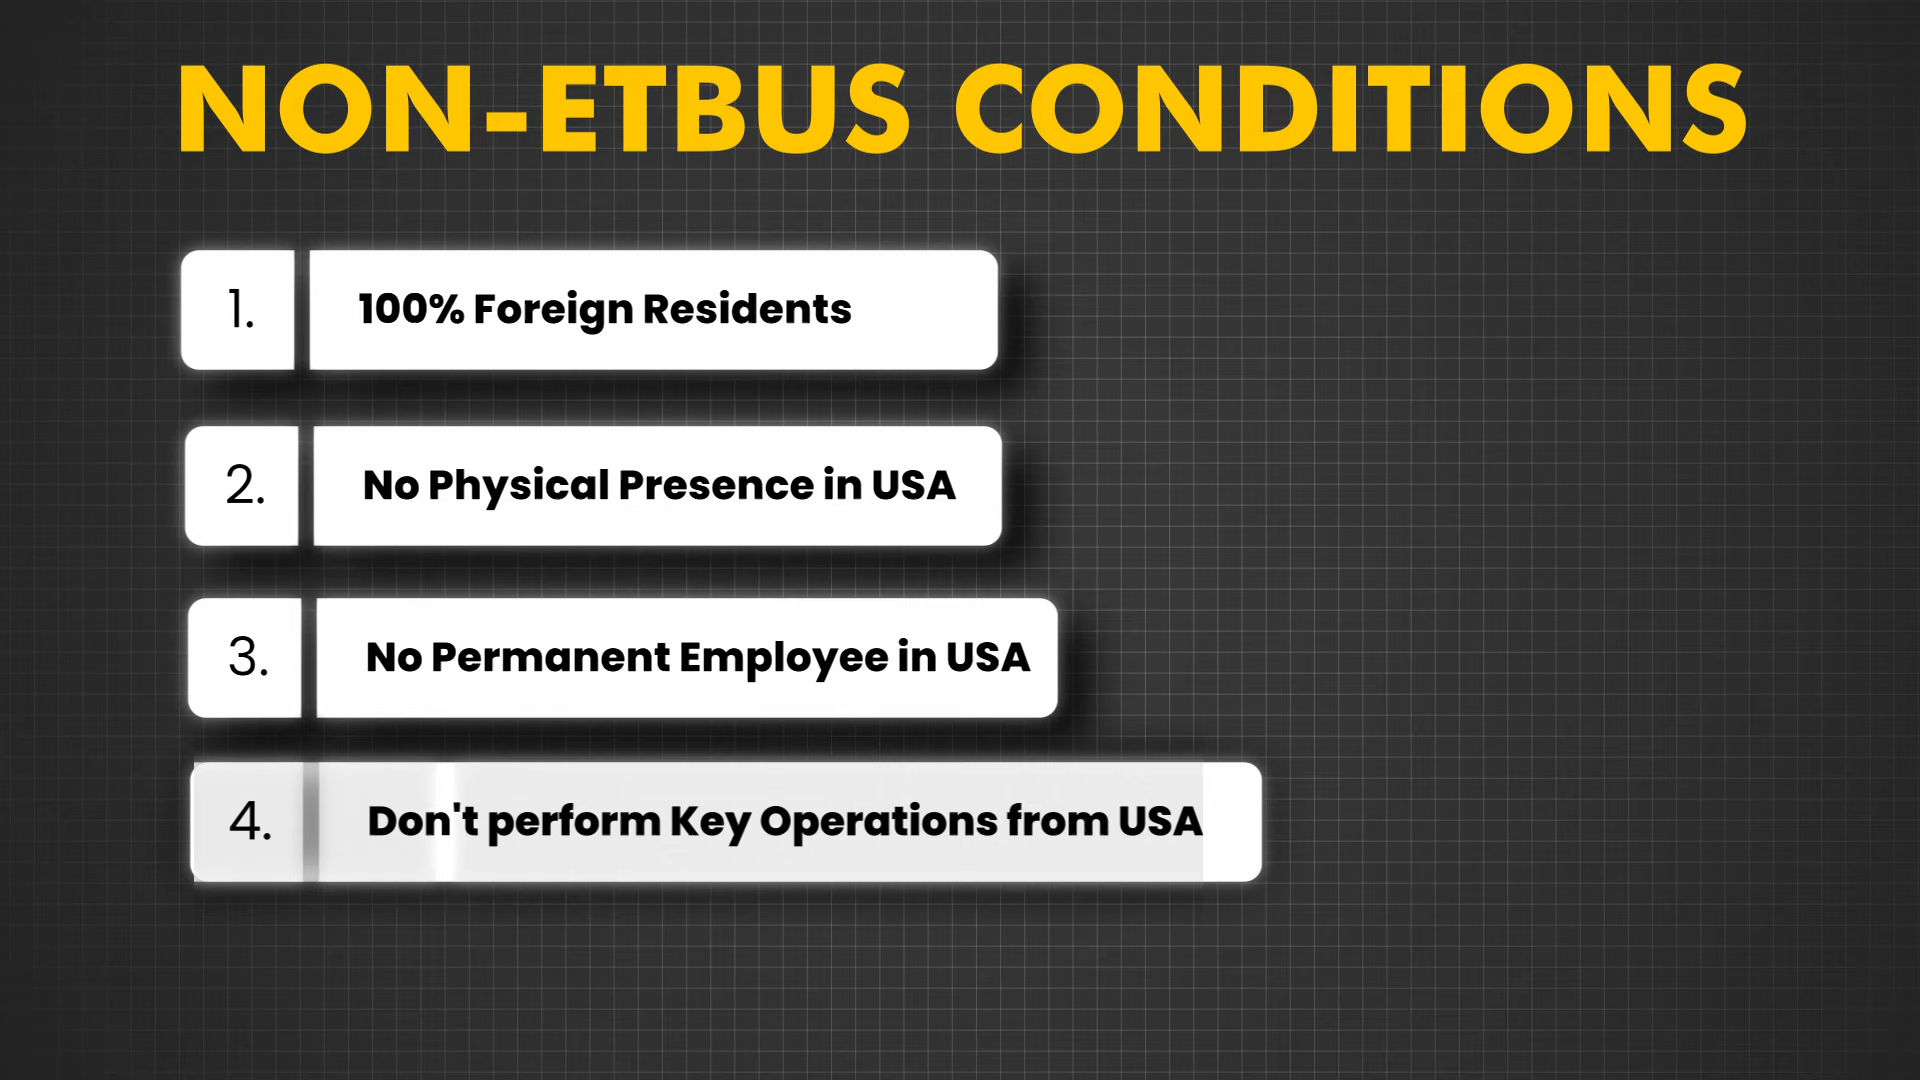 NON-ETBUS CONDITIONS
1. 100% Foreign Residents
2. No Physical Presence in USA
3. No Permanent Employee in USA
4. Don't perform Key Operations from USA